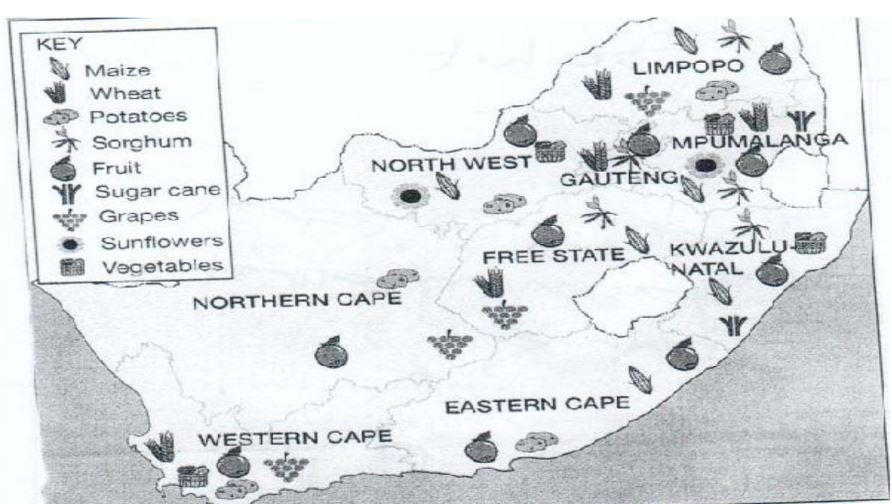 KEY
Maize
Wheat
Potatoes
Sorghum
Fruit
Sugar cane
Grapes
Sunflowers
Vegetables
LIMPOPO
MPUMALANGA
NORTH WEST
GAUTENG
FREE STATE
KWAZULU-
NATAL
NORTHERN CAPE
EASTERN CAPE
WESTERN CAPE